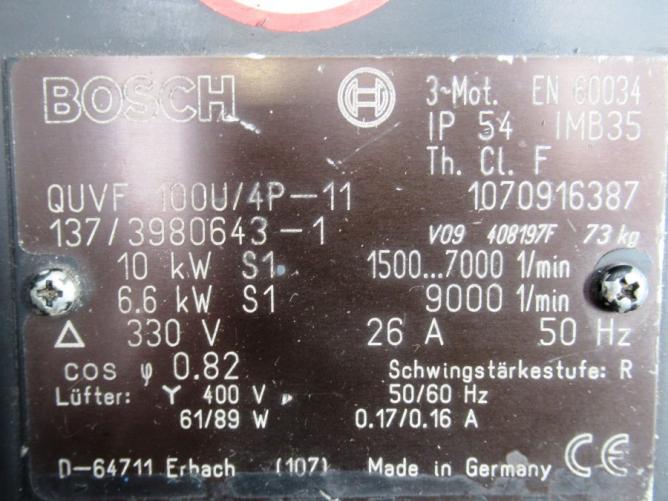 BOSCH 3~Mot. EN 60034
IP 54 IMB35
Th. Cl. F
QUVF 100U/4P-11 1070916387
137/3980643-1 V09 408197F 73 kg
10 kW S1 1500...7000 1/min
6.6 kW S1 9000 1/min
Δ 330 V 26 A 50 Hz
cos φ 0.82 Schwingstärkestufe: R
Lüfter: Y 400 V 50/60 Hz
61/89 W 0.17/0.16 A
D-64711 Erbach (107) Made in Germany CE